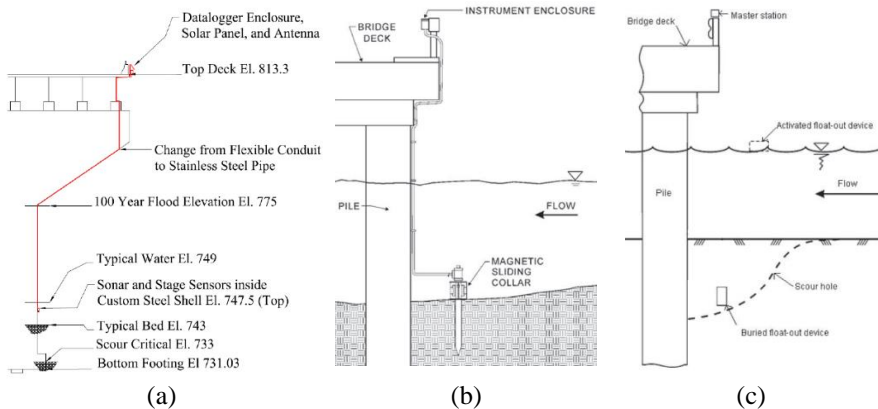 Datalogger Enclosure,
Solar Panel, and Antenna
Top Deck El. 813.3
Change from Flexible Conduit
to Stainless Steel Pipe
100 Year Flood Elevation El. 775
Typical Water El. 749
Sonar and Stage Sensors inside
Custom Steel Shell El. 747.5 (Top)
Typical Bed El. 743
Scour Critical El. 733
Bottom Footing El 731.03
(a)
INSTRUMENT ENCLOSURE
BRIDGE
DECK
PILE
FLOW
MAGNETIC
SLIDING
COLLAR
(b)
Bridge deck
Master station
Activated float-out device
Pile
Flow
Scour hole
Buried float-out device
(c)